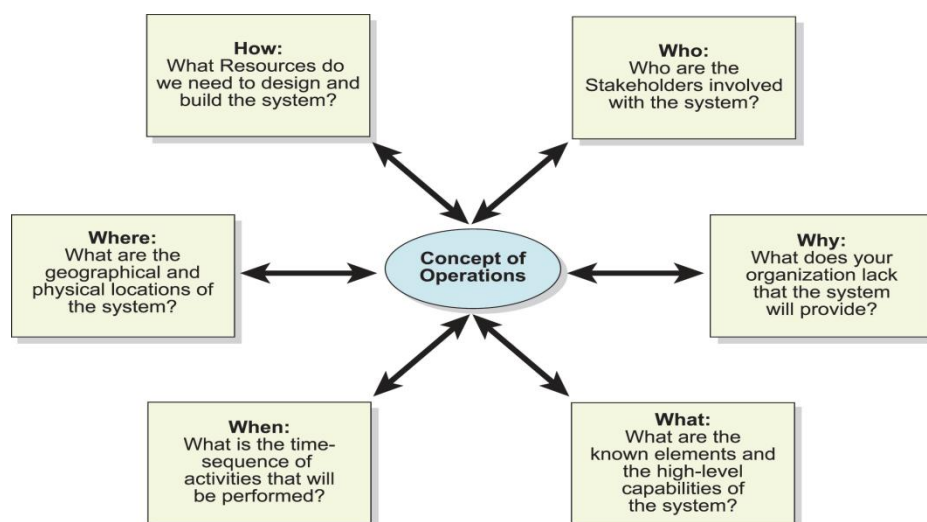 How:
What Resources do
we need to design and
build the system?
Who:
Who are the
Stakeholders involved
with the system?
Where:
What are the
geographical and
physical locations of
the system?
Concept of
Operations
Why:
What does your
organization lack
that the system
will provide?
When:
What is the time-
sequence of
activities that will
be performed?
What:
What are the
known elements and
the high-level
capabilities of
the system?